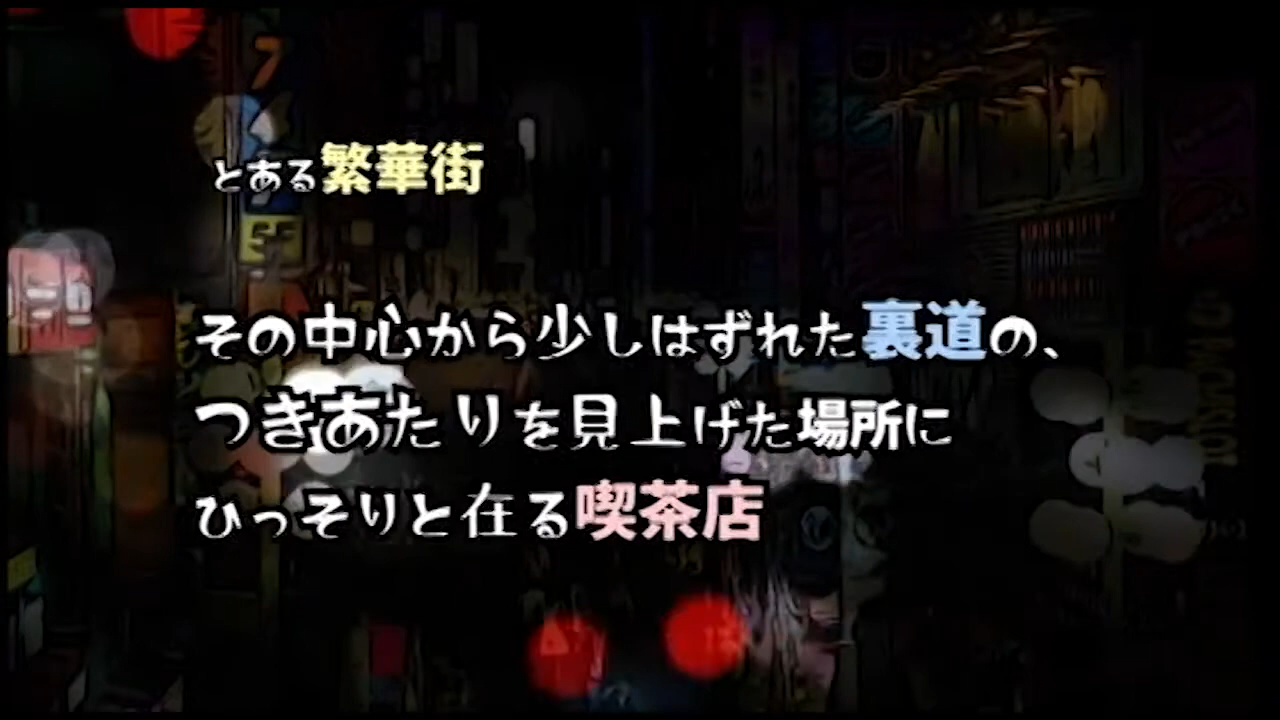 とある繁華街
その中心から少しはずれた裏道の、
つきあたりを見上げた場所に
ひっそりと在る喫茶店